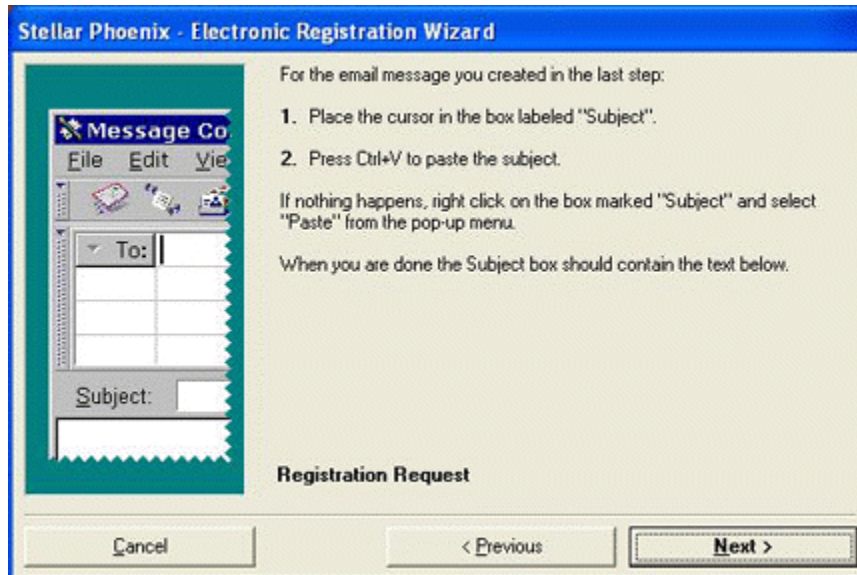 Stellar Phoenix - Electronic Registration Wizard
For the email message you created in the last step:
1. Place the cursor in the box labeled "Subject".
2. Press Ctrl+V to paste the subject.
If nothing happens, right click on the box marked "Subject" and select
"Paste" from the pop-up menu.
When you are done the Subject box should contain the text below.
Message Co
File Edit Vie
To:
Subject:
Registration Request
Cancel
< Previous
Next >